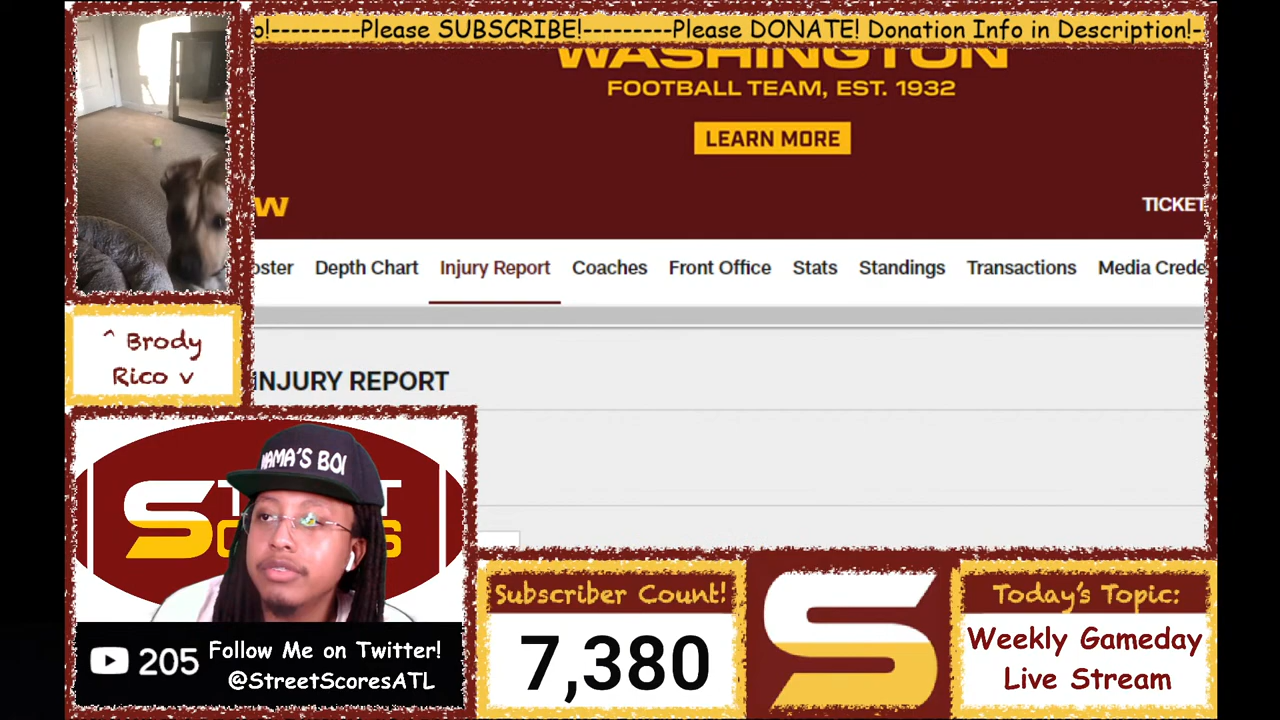 o!---------Please SUBSCRIBE!---------Please DONATE! Donation Info in Description!-
WASHINGTON
FOOTBALL TEAM, EST. 1932
LEARN MORE
W
TICKET
oster Depth Chart Injury Report Coaches Front Office Stats Standings Transactions Media Crede
^ Brody
Rico v
INJURY REPORT
MAMA'S BOI
S
Subscriber Count!
7,380
S
Today's Topic:
Weekly Gameday
Live Stream
205
Follow Me on Twitter!
@StreetScoresATL